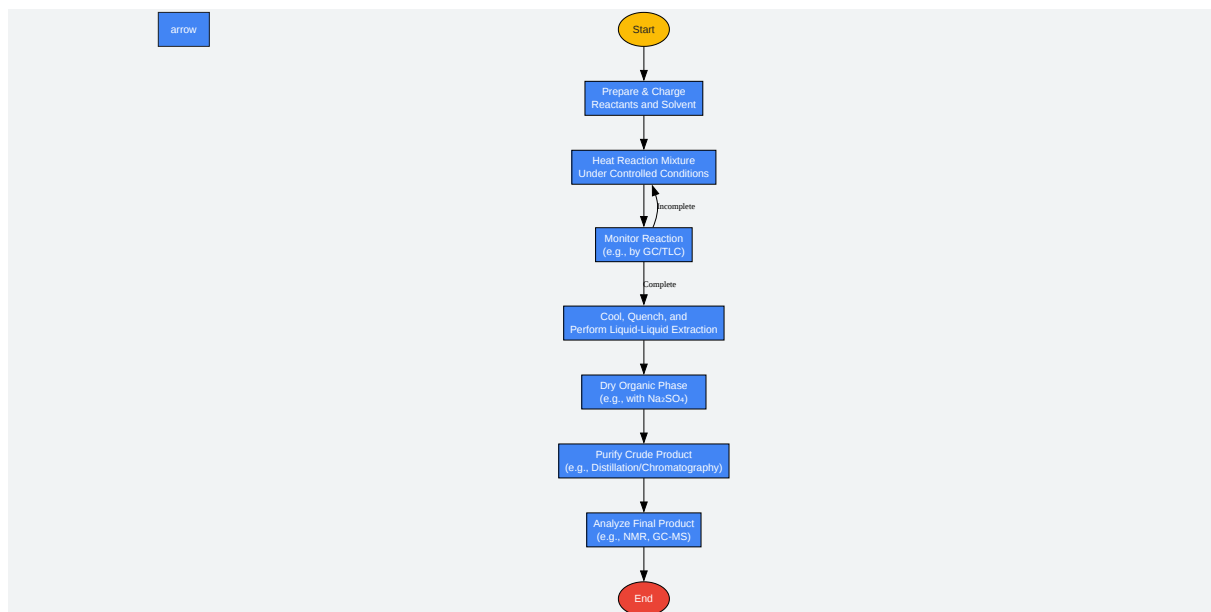 arrow
Start
Prepare & Charge
Reactants and Solvent
Heat Reaction Mixture
Under Controlled Conditions
Incomplete
Monitor Reaction
(e.g., by GC/TLC)
Complete
Cool, Quench, and
Perform Liquid-Liquid Extraction
Dry Organic Phase
(e.g., with Na₂SO₄)
Purify Crude Product
(e.g., Distillation/Chromatography)
Analyze Final Product
(e.g., NMR, GC-MS)
End